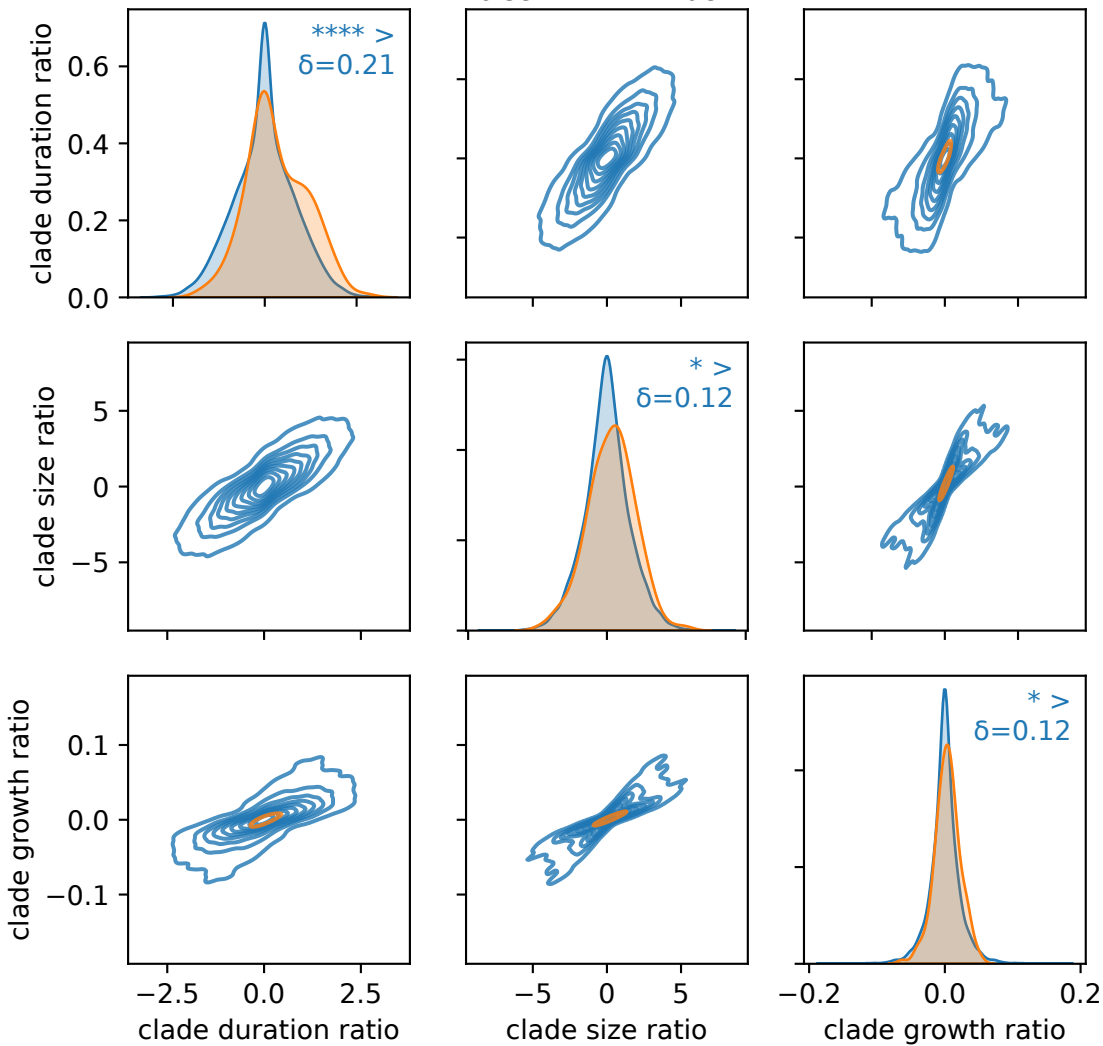 **** >
δ=0.21
clade duration ratio
0.6
0.4
0.2
0.0
* >
δ=0.12
clade size ratio
5
0
−5
* >
δ=0.12
clade growth ratio
0.1
0.0
−0.1
−2.5 0.0 2.5
−5 0 5
−0.2 0.0 0.2
clade duration ratio
clade size ratio
clade growth ratio